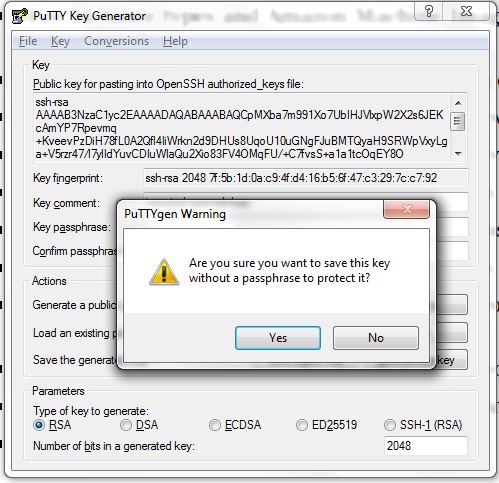 PuTTY Key Generator
File Key Conversions Help
Key
Public key for pasting into OpenSSH authorized_keys file:
ssh-rsa
AAAAB3NzaC1yc2EAAAADAQABAAABAQCpMXba7m991Xo7UbIHJVlxpW2X2s6JEK
cAmYP7Rpevmq
+KveevPzDiH78fL0A2Qfl4liWrkn2d9DHUs8UqoU10uGNgFJuBMTQyaH9SRWpVxyLg
a+V5rzr47/l7ylldYuvCDIuWlaQu2Xio83FV4OMqFU/+C7fvsS+a1a1tcOqEY8O
Key fingerprint: ssh-rsa 2048 7f:5b:1d:0a:c9:4f:d4:16:b5:6f:47:c3:29:7c:c7:92
Key comment:
Key passphrase:
Confirm passphra
PuTTYgen Warning
Are you sure you want to save this key
without a passphrase to protect it?
Yes No
Actions
Generate a public
Load an existing p
Save the generate key
Parameters
Type of key to generate:
RSA DSA ECDSA ED25519 SSH-1 (RSA)
Number of bits in a generated key: 2048